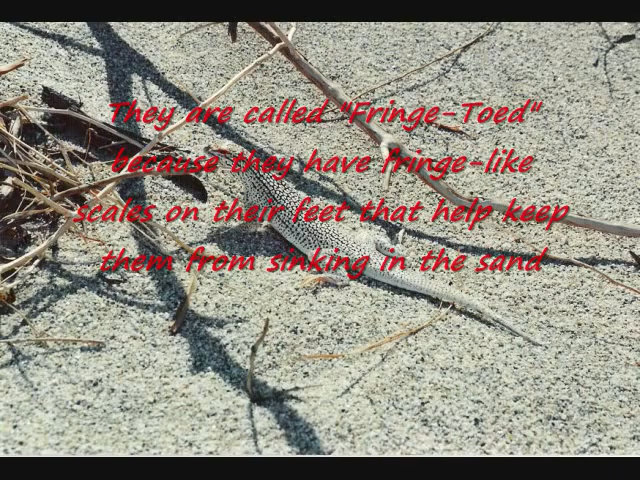 They are called "Fringe-Toed"
because they have fringe-like
scales on their feet that help keep
them from sinking in the sand